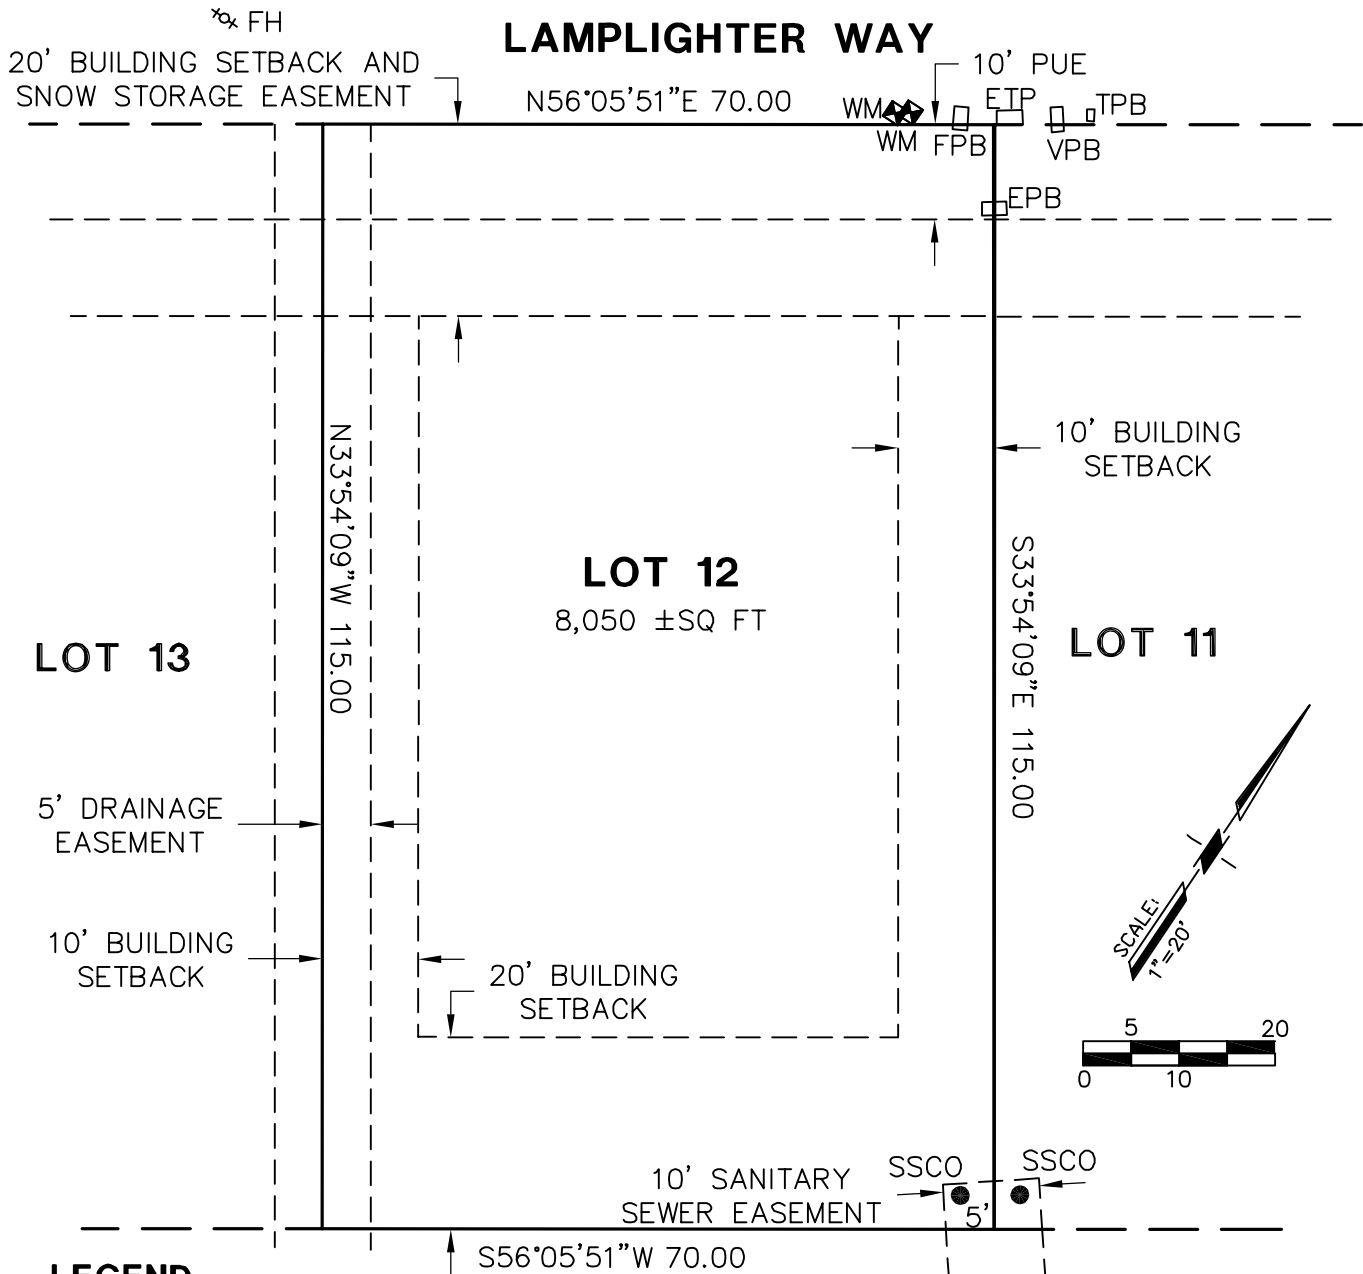 FH
LAMPLIGHTER WAY
20' BUILDING SETBACK AND
SNOW STORAGE EASEMENT
N56°05'51"E 70.00
10' PUE
WM
WM
FPB
ETP
VPB
TPB
EPB
10' BUILDING
SETBACK
N33°54'09"W 115.00
LOT 12
8,050 ±SQ FT
S33°54'09"E 115.00
LOT 13
LOT 11
5' DRAINAGE
EASEMENT
10' BUILDING
SETBACK
20' BUILDING
SETBACK
SCALE:
1"=20'
5 20
0 10
10' SANITARY
SEWER EASEMENT
SSCO
SSCO
5'
S56°05'51"W 70.00
LEGEND